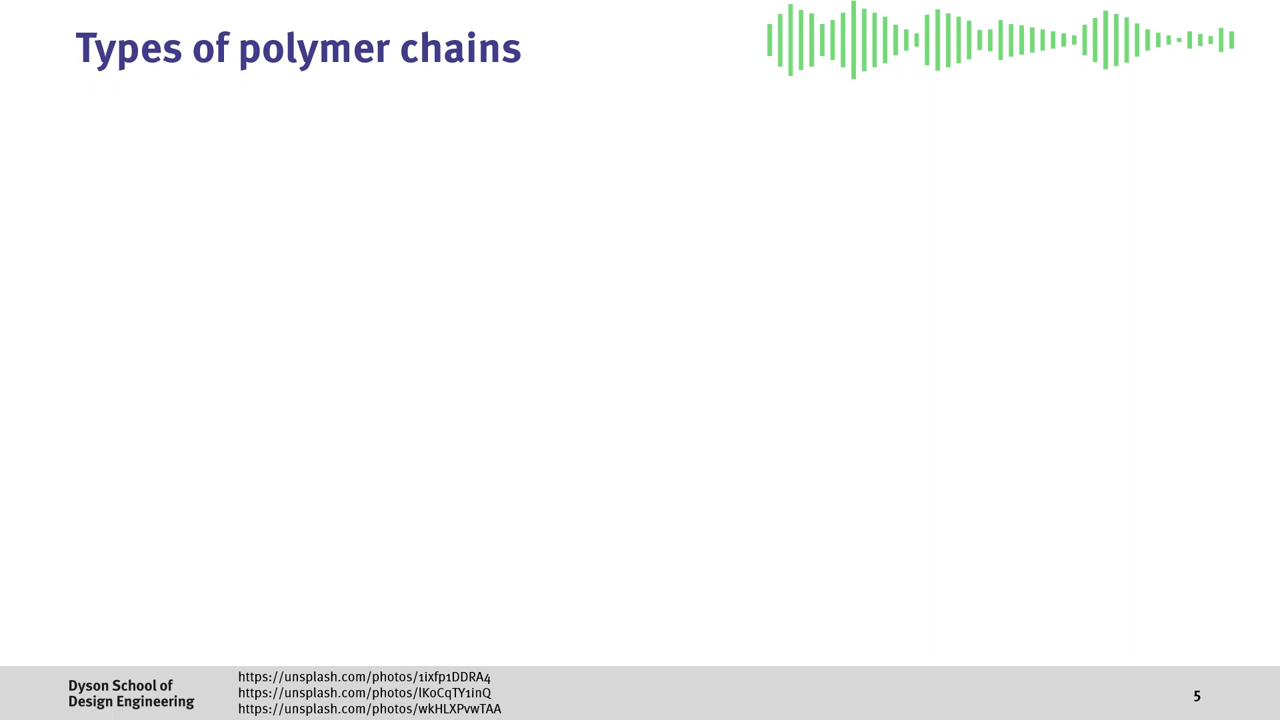 Types of polymer chains
Dyson School of
Design Engineering
https://unsplash.com/photos/1ixfp1DDRA4
https://unsplash.com/photos/lKoCqTY1inQ
https://unsplash.com/photos/wkHLXPvwTAA
5